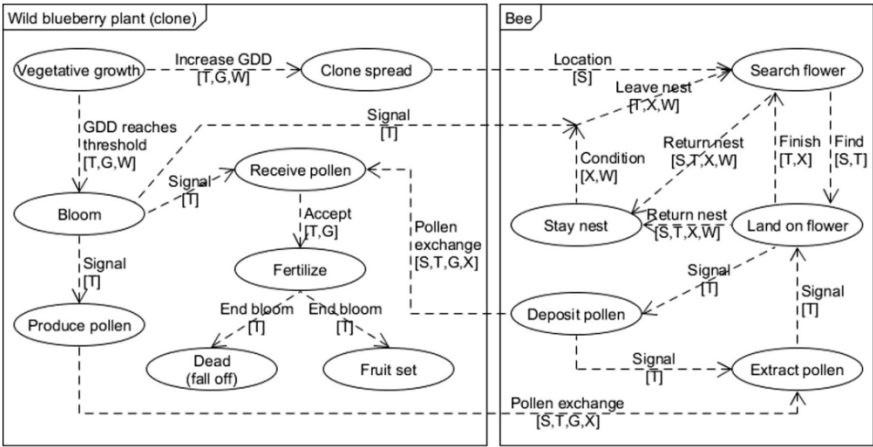 Wild blueberry plant (clone)
Bee
Vegetative growth
Increase GDD
[T,G,W]
Clone spread
Location
[S]
Search flower
Leave nest
[T,X,W]
GDD reaches
threshold
[T,G,W]
Signal
[T]
Signal
[T]
Receive pollen
Condition
[X,W]
Return nest
[S,T,X,W]
Finish
[T,X]
Find
[S,T]
Bloom
Accept
[T,G]
Pollen
exchange
[S,T,G,X]
Stay nest
Return nest
[S,T,X,W]
Land on flower
Signal
[T]
Fertilize
Signal
[T]
Signal
[T]
Produce pollen
End bloom
[T]
End bloom
[T]
Deposit pollen
Dead
(fall off)
Fruit set
Signal
[T]
Extract pollen
Pollen exchange
[S,T,G,X]